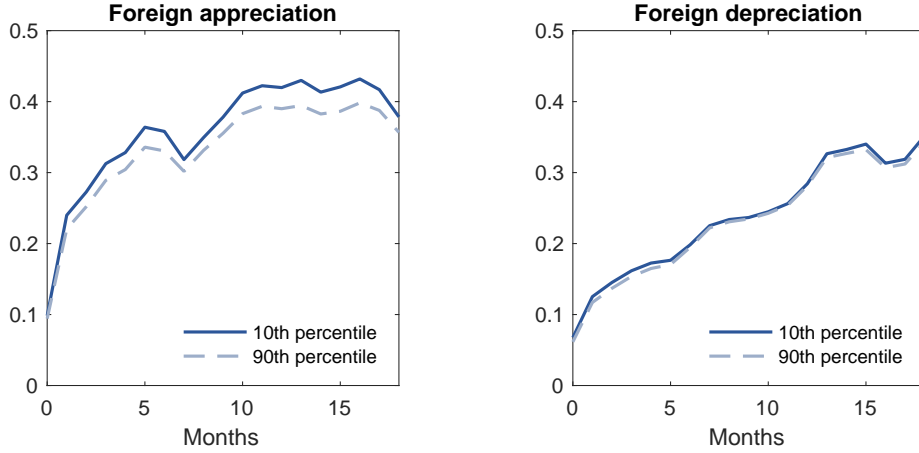 Foreign appreciation
0.5
0.4
0.3
0.2
0.1
0
10th percentile
90th percentile
0 5 10 15
Months
Foreign depreciation
0.5
0.4
0.3
0.2
0.1
0
10th percentile
90th percentile
0 5 10 15
Months